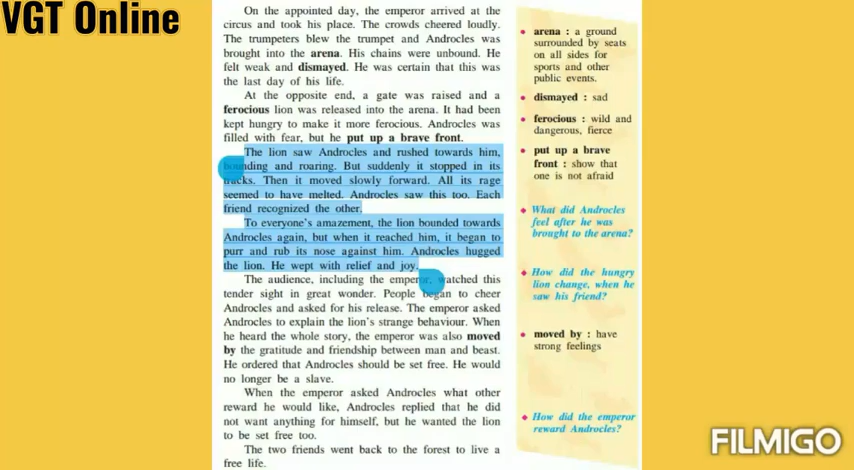 VGT Online
On the appointed day, the emperor arrived at the
circus and took his place. The crowds cheered loudly.
The trumpeters blew the trumpet and Androcles was
brought into the arena. His chains were unbound. He
felt weak and dismayed. He was certain that this was
the last day of his life.
At the opposite end, a gate was raised and a
ferocious lion was released into the arena. It had been
kept hungry to make it more ferocious. Androcles was
filled with fear, but he put up a brave front.
The lion saw Androcles and rushed towards him,
bounding and roaring. But suddenly it stopped in its
tracks. Then it moved slowly forward. All its rage
seemed to have melted. Androcles saw this too. Each
friend recognized the other.
To everyone's amazement, the lion bounded towards
Androcles again, but when it reached him, it began to
purr and rub its nose against him. Androcles hugged
the lion. He wept with relief and joy.
The audience, including the emperor, watched this
tender sight in great wonder. People began to cheer
Androcles and asked for his release. The emperor asked
Androcles to explain the lion's strange behaviour. When
he heard the whole story, the emperor was also moved
by the gratitude and friendship between man and beast.
He ordered that Androcles should be set free. He would
no longer be a slave.
When the emperor asked Androcles what other
reward he would like, Androcles replied that he did
not want anything for himself, but he wanted the lion
to be set free too.
The two friends went back to the forest to live a
free life.
arena : a ground
surrounded by seats
on all sides for
sports and other
public events.
dismayed : sad
ferocious : wild and
dangerous, fierce
put up a brave
front : show that
one is not afraid
What did Androcles
feel after he was
brought to the arena?
How did the hungry
lion change, when he
saw his friend?
moved by : have
strong feelings
How did the emperor
reward Androcles?
FILMIGO